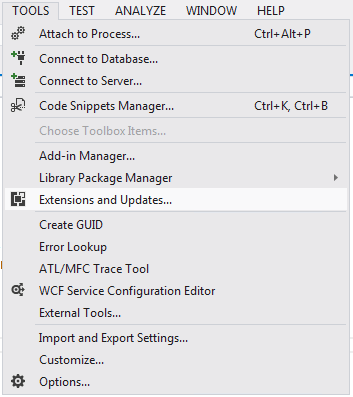 TOOLS TEST ANALYZE WINDOW HELP
Attach to Process... Ctrl+Alt+P
Connect to Database...
Connect to Server...
Code Snippets Manager... Ctrl+K, Ctrl+B
Choose Toolbox Items...
Add-in Manager...
Library Package Manager
Extensions and Updates...
Create GUID
Error Lookup
ATL/MFC Trace Tool
WCF Service Configuration Editor
External Tools...
Import and Export Settings...
Customize...
Options...